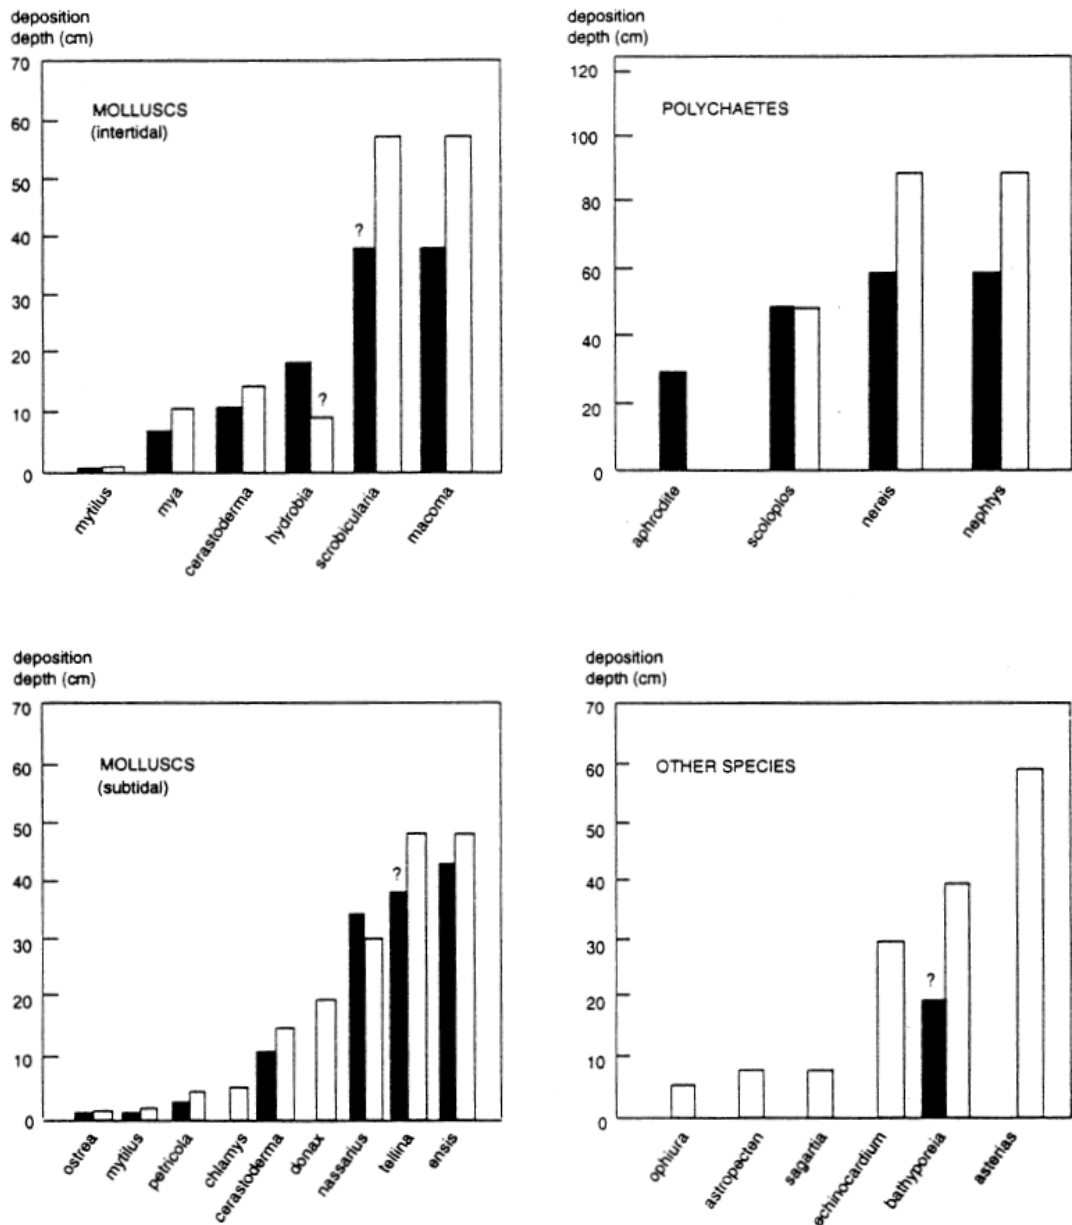 deposition
depth (cm)
70
60
50
40
30
20
10
0
MOLLUSCS
(intertidal)
?
?
mytilus
mya
cerastoderma
hydrobia
scrobicularia
macoma
deposition
depth (cm)
120
100
80
60
40
20
0
POLYCHAETES
aphrodite
scoloplos
nereis
nephtys
deposition
depth (cm)
70
60
50
40
30
20
10
0
MOLLUSCS
(subtidal)
?
ostrea
mytilus
petricola
chlamys
cerastoderma
donax
nassarius
tellina
ensis
deposition
depth (cm)
70
60
50
40
30
20
10
0
OTHER SPECIES
?
ophiura
astropecten
sagartia
echinocardium
bathyporeia
asterias